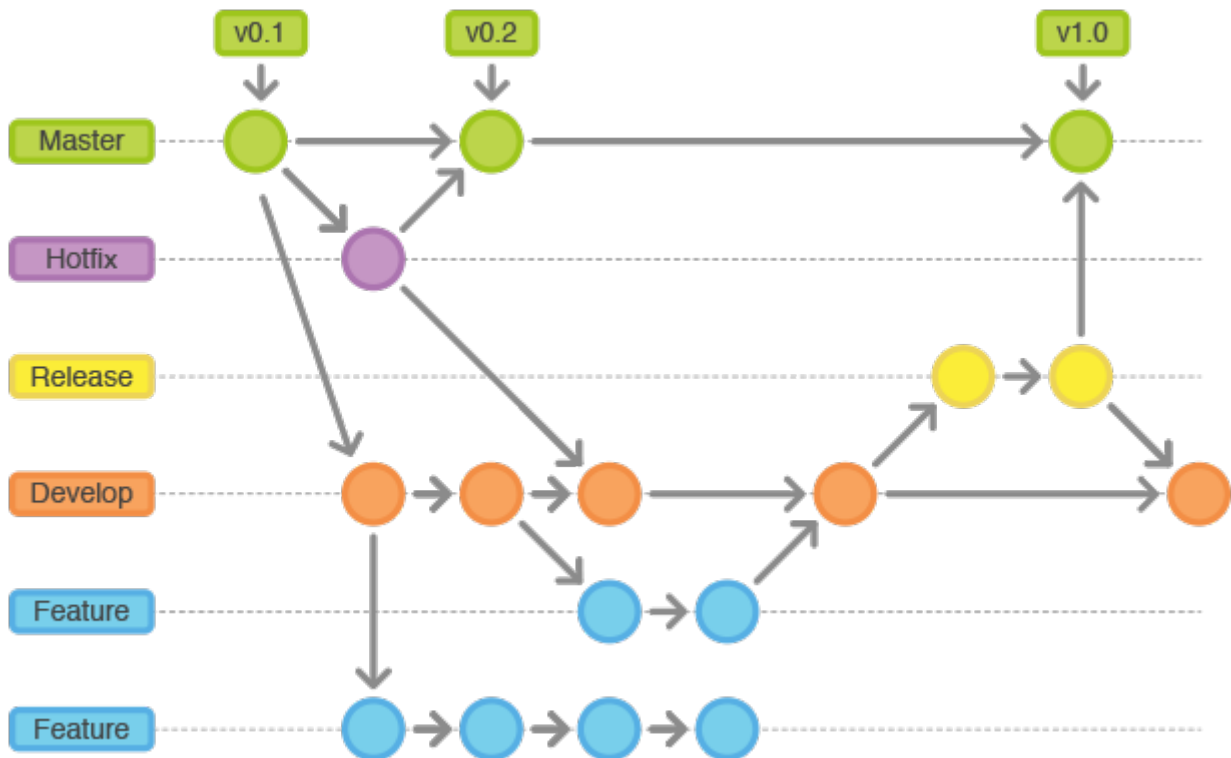 v0.1
v0.2
v1.0
Master
Hotfix
Release
Develop
Feature
Feature